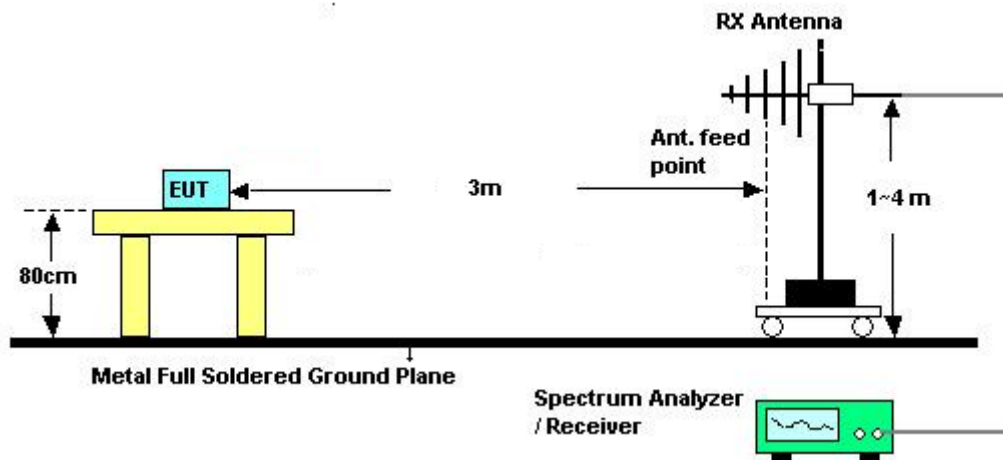 RX Antenna
Ant. feed
point
EUT
3m
1~4 m
80cm
Metal Full Soldered Ground Plane
Spectrum Analyzer
/ Receiver